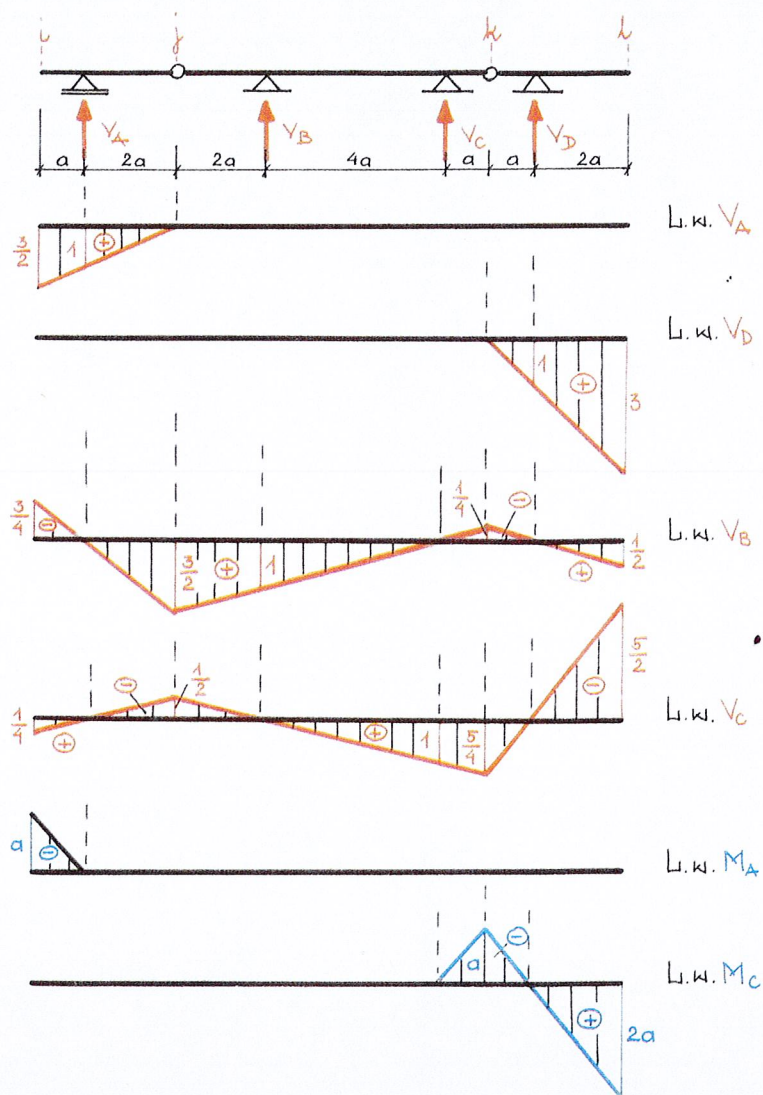 i j k l
V_A V_B V_C V_D
a 2a 2a 4a a a 2a
3/2 1 ⊕ L.w. V_A
1 ⊕ 3 L.w. V_D
3/4 ⊖ 3/2 ⊕ 1 1/4 ⊖ ⊕ 1/2 L.w. V_B
1/4 ⊕ ⊖ 1/2 ⊕ 1 5/4 ⊖ 5/2 L.w. V_C
a ⊖ L.w. M_A
a ⊖ ⊕ 2a L.w. M_C